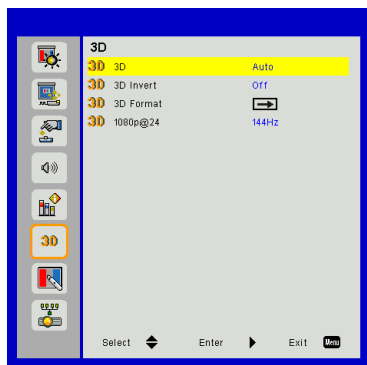 3D
3D 3D Auto
3D 3D Invert Off
3D 3D Format
3D 1080p@24 144Hz
3D
Select Enter Exit Menu